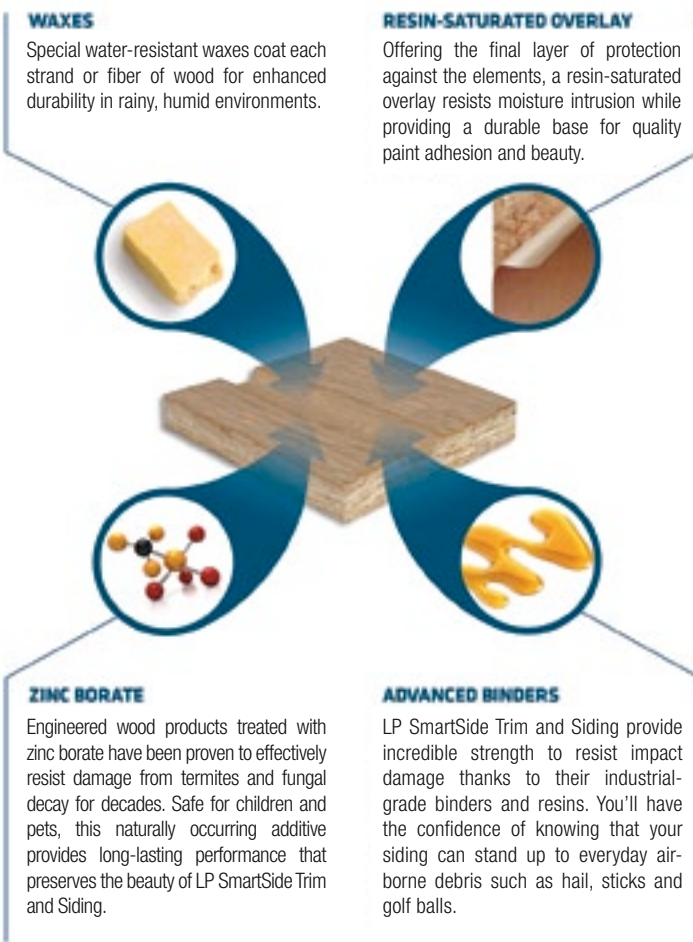 WAXES
Special water-resistant waxes coat each
strand or fiber of wood for enhanced
durability in rainy, humid environments.
RESIN-SATURATED OVERLAY
Offering the final layer of protection
against the elements, a resin-saturated
overlay resists moisture intrusion while
providing a durable base for quality
paint adhesion and beauty.
ZINC BORATE
Engineered wood products treated with
zinc borate have been proven to effectively
resist damage from termites and fungal
decay for decades. Safe for children and
pets, this naturally occurring additive
provides long-lasting performance that
preserves the beauty of LP SmartSide Trim
and Siding.
ADVANCED BINDERS
LP SmartSide Trim and Siding provide
incredible strength to resist impact
damage thanks to their industrial-
grade binders and resins. You'll have
the confidence of knowing that your
siding can stand up to everyday air-
borne debris such as hail, sticks and
golf balls.